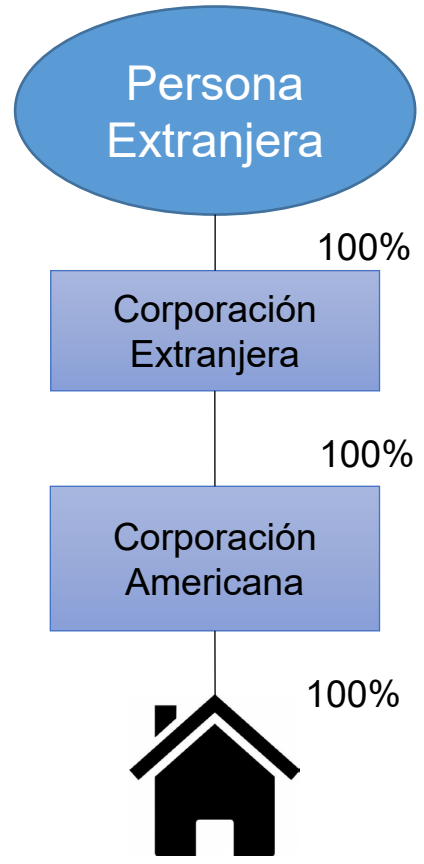 Persona
Extranjera
100%
Corporación
Extranjera
100%
Corporación
Americana
100%